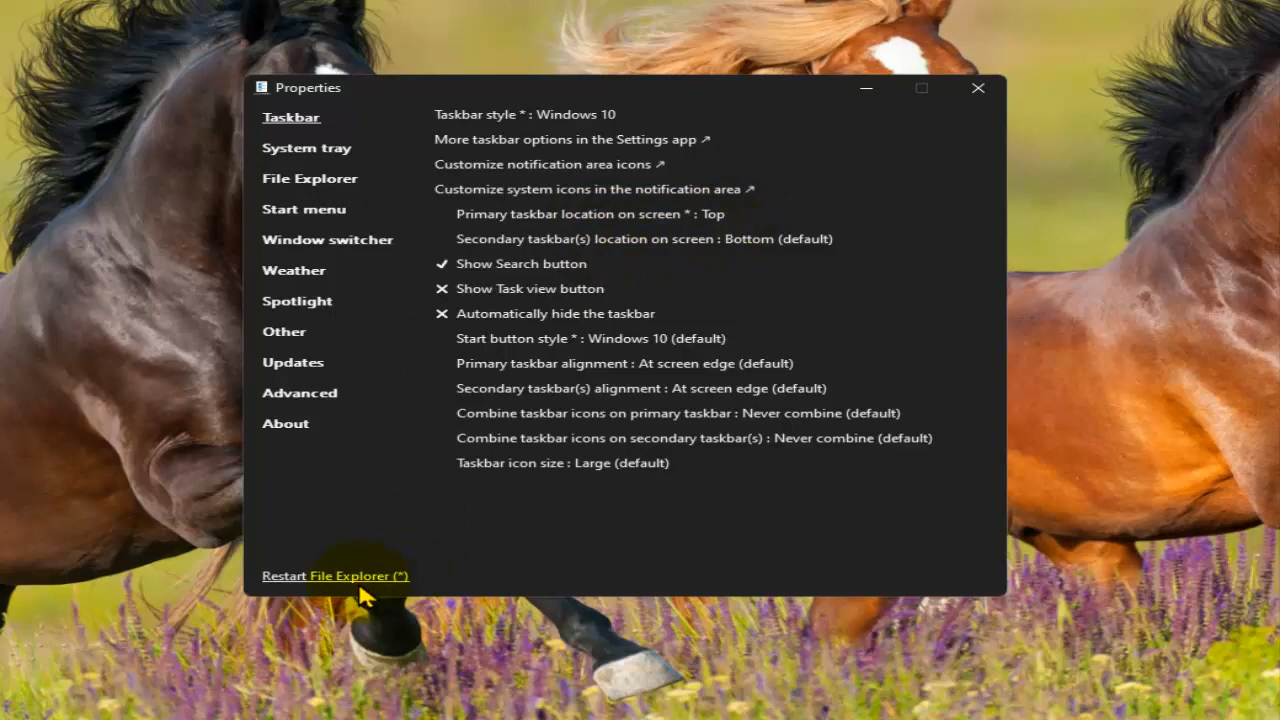 Properties
Taskbar
System tray
File Explorer
Start menu
Window switcher
Weather
Spotlight
Other
Updates
Advanced
About
Taskbar style * : Windows 10
More taskbar options in the Settings app ↗
Customize notification area icons ↗
Customize system icons in the notification area ↗
Primary taskbar location on screen * : Top
Secondary taskbar(s) location on screen : Bottom (default)
Show Search button
Show Task view button
Automatically hide the taskbar
Start button style * : Windows 10 (default)
Primary taskbar alignment : At screen edge (default)
Secondary taskbar(s) alignment : At screen edge (default)
Combine taskbar icons on primary taskbar : Never combine (default)
Combine taskbar icons on secondary taskbar(s) : Never combine (default)
Taskbar icon size : Large (default)
Restart File Explorer (*)